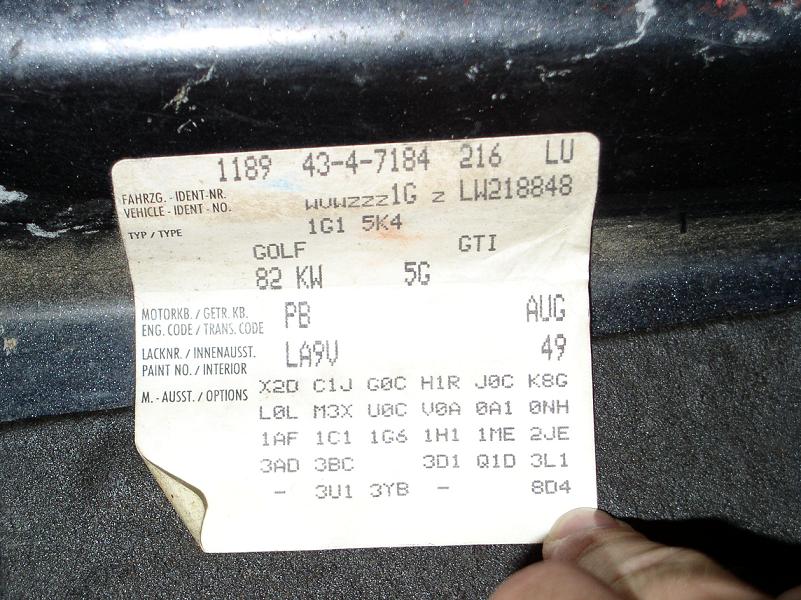 1189 43-4-7184 216 LU
FAHRZG. - IDENT-NR.
VEHICLE - IDENT - NO.
WVWZZZ1G Z LW218848
TYP / TYPE 1G1 5K4
GOLF GTI
82 KW 5G
MOTORKB. / GETR. KB.
ENG. CODE / TRANS. CODE
PB AUG
LACKNR. / INNENAUSST.
PAINT NO. / INTERIOR
LA9V 49
M. - AUSST. / OPTIONS
X2D C1J G0C H1R J0C K8G
L0L M3X U0C V0A 0A1 0NH
1AF 1C1 1G6 1H1 1ME 2JE
3AD 3BC 3D1 Q1D 3L1
- 3U1 3YB - 8D4